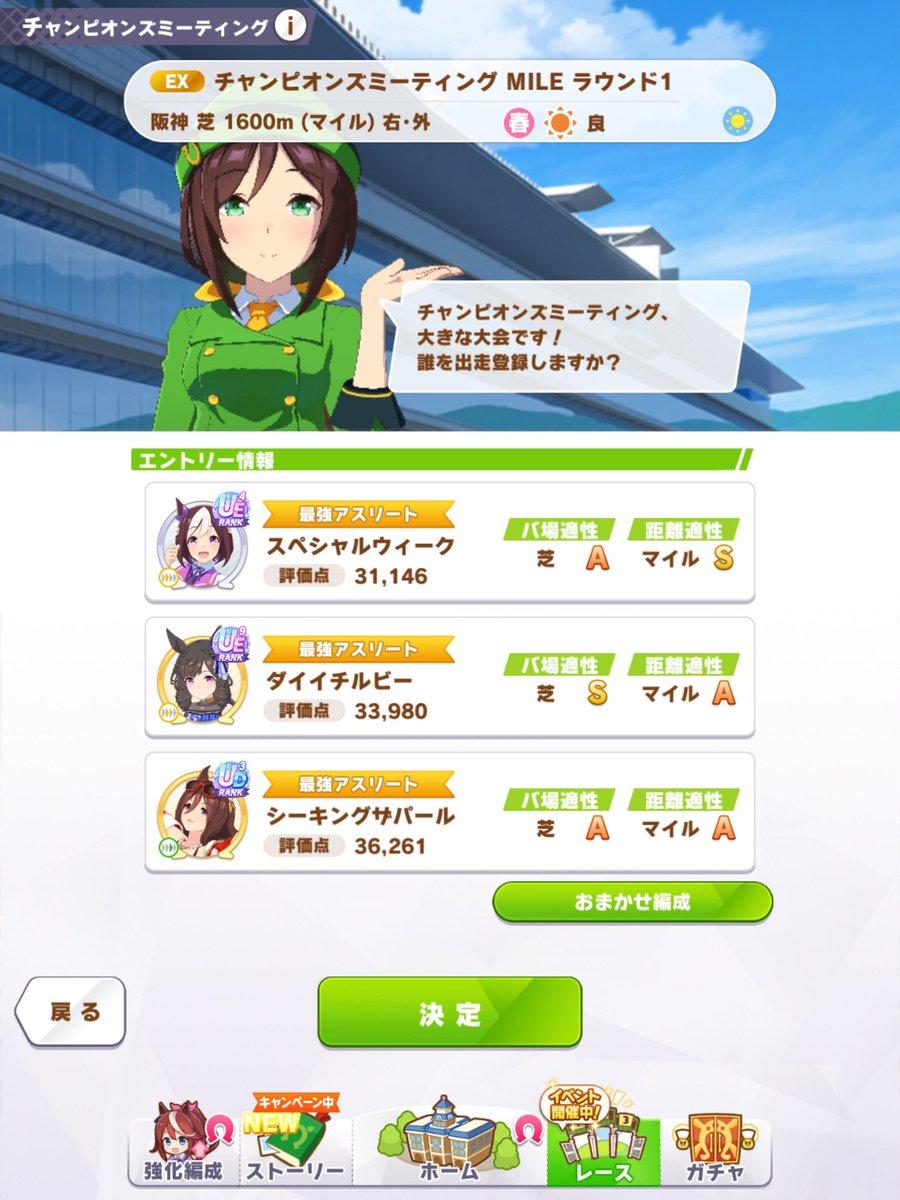 チャンピオンズミーティング i
EX チャンピオンズミーティング MILE ラウンド1
阪神 芝 1600m (マイル) 右・外 春 良
チャンピオンズミーティング、
大きな大会です！
誰を出走登録しますか？
エントリー情報
UE4 RANK
最強アスリート
スペシャルウィーク
評価点 31,146
バ場適性 距離適性
芝 A マイル S
UE9 RANK
最強アスリート
ダイイチルビー
評価点 33,980
バ場適性 距離適性
芝 S マイル A
UD3 RANK
最強アスリート
シーキングザパール
評価点 36,261
バ場適性 距離適性
芝 A マイル A
おまかせ編成
戻る
決定
強化編成
キャンペーン中
NEW
ストーリー
ホーム
イベント
開催中！
3
レース
ガチャ